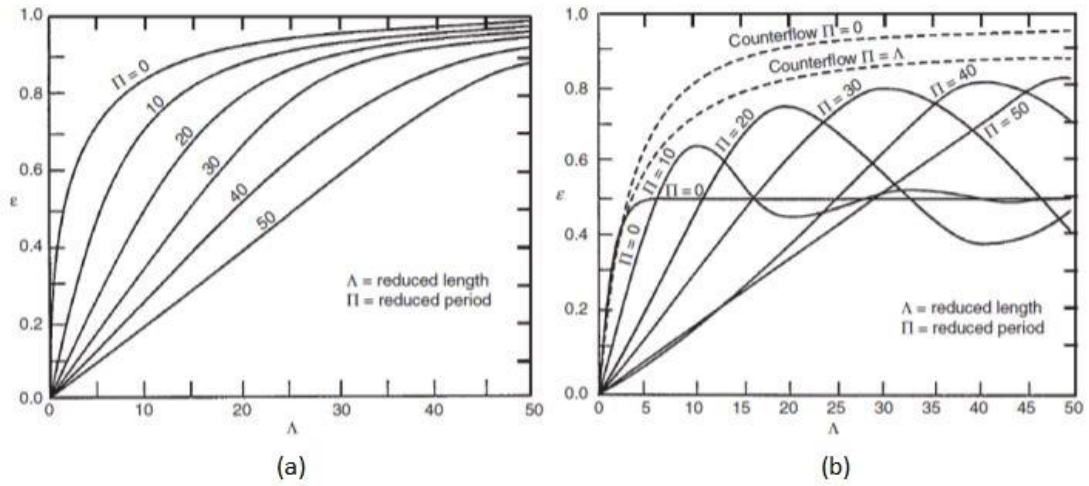 ε
1.0
0.8
0.6
0.4
0.2
0.0
Π = 0
10
20
30
40
50
Λ = reduced length
Π = reduced period
0
10
20
30
40
50
Λ
(a)
ε
1.0
0.8
0.6
0.4
0.2
0.0
Counterflow Π = 0
Counterflow Π = Λ
Π = 0
Π = 10
Π = 20
Π = 30
Π = 40
Π = 50
Π = 0
Λ = reduced length
Π = reduced period
0
5
10
15
20
25
30
35
40
45
50
Λ
(b)